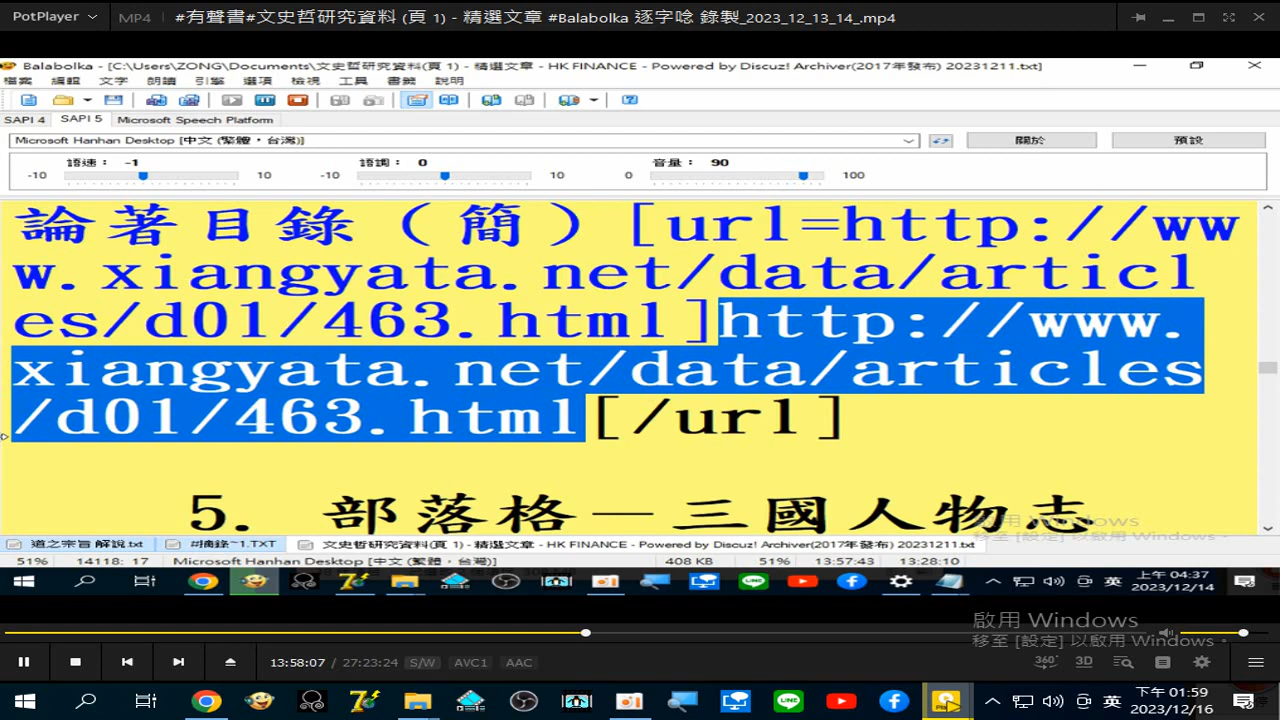 PotPlayer MP4 #有聲書#文史哲研究資料 (頁 1) - 精選文章 #Balabolka 逐字唸 錄製_2023_12_13_14_.mp4
Balabolka - [C:\Users\ZONG\Documents\文史哲研究資料(頁 1) - 精選文章 - HK FINANCE - Powered by Discuz! Archiver(2017年發布) 20231211.txt]
檔案 編輯 文字 朗讀 引擎 選項 檢視 工具 書籤 說明
SAPI 4 SAPI 5 Microsoft Speech Platform
Microsoft Hanhan Desktop [中文 (繁體，台灣)] 關於 預設
語速： -1 語調： 0 音量： 90
-10 10 -10 10 0 100
論著目錄（簡）[url=http://ww
w.xiangyata.net/data/articl
es/d01/463.html]http://www.
xiangyata.net/data/articles
/d01/463.html[/url]
5. 部落格－三國人物志
啟用 Windows
移至 [設定] 以啟用 Windows。
道之宗旨 解說.txt #摘錄~1.TXT 文史哲研究資料(頁 1) - 精選文章 - HK FINANCE - Powered by Discuz! Archiver(2017年發布) 20231211.txt
51% 14118: 17 Microsoft Hanhan Desktop [中文 (繁體，台灣)] 408 KB 51% 13:57:43 13:28:10
英 上午 04:37
2023/12/14
啟用 Windows
移至 [設定] 以啟用 Windows。
13:58:07 / 27:23:24 S/W AVC1 AAC 360° 3D
英 下午 01:59
2023/12/16